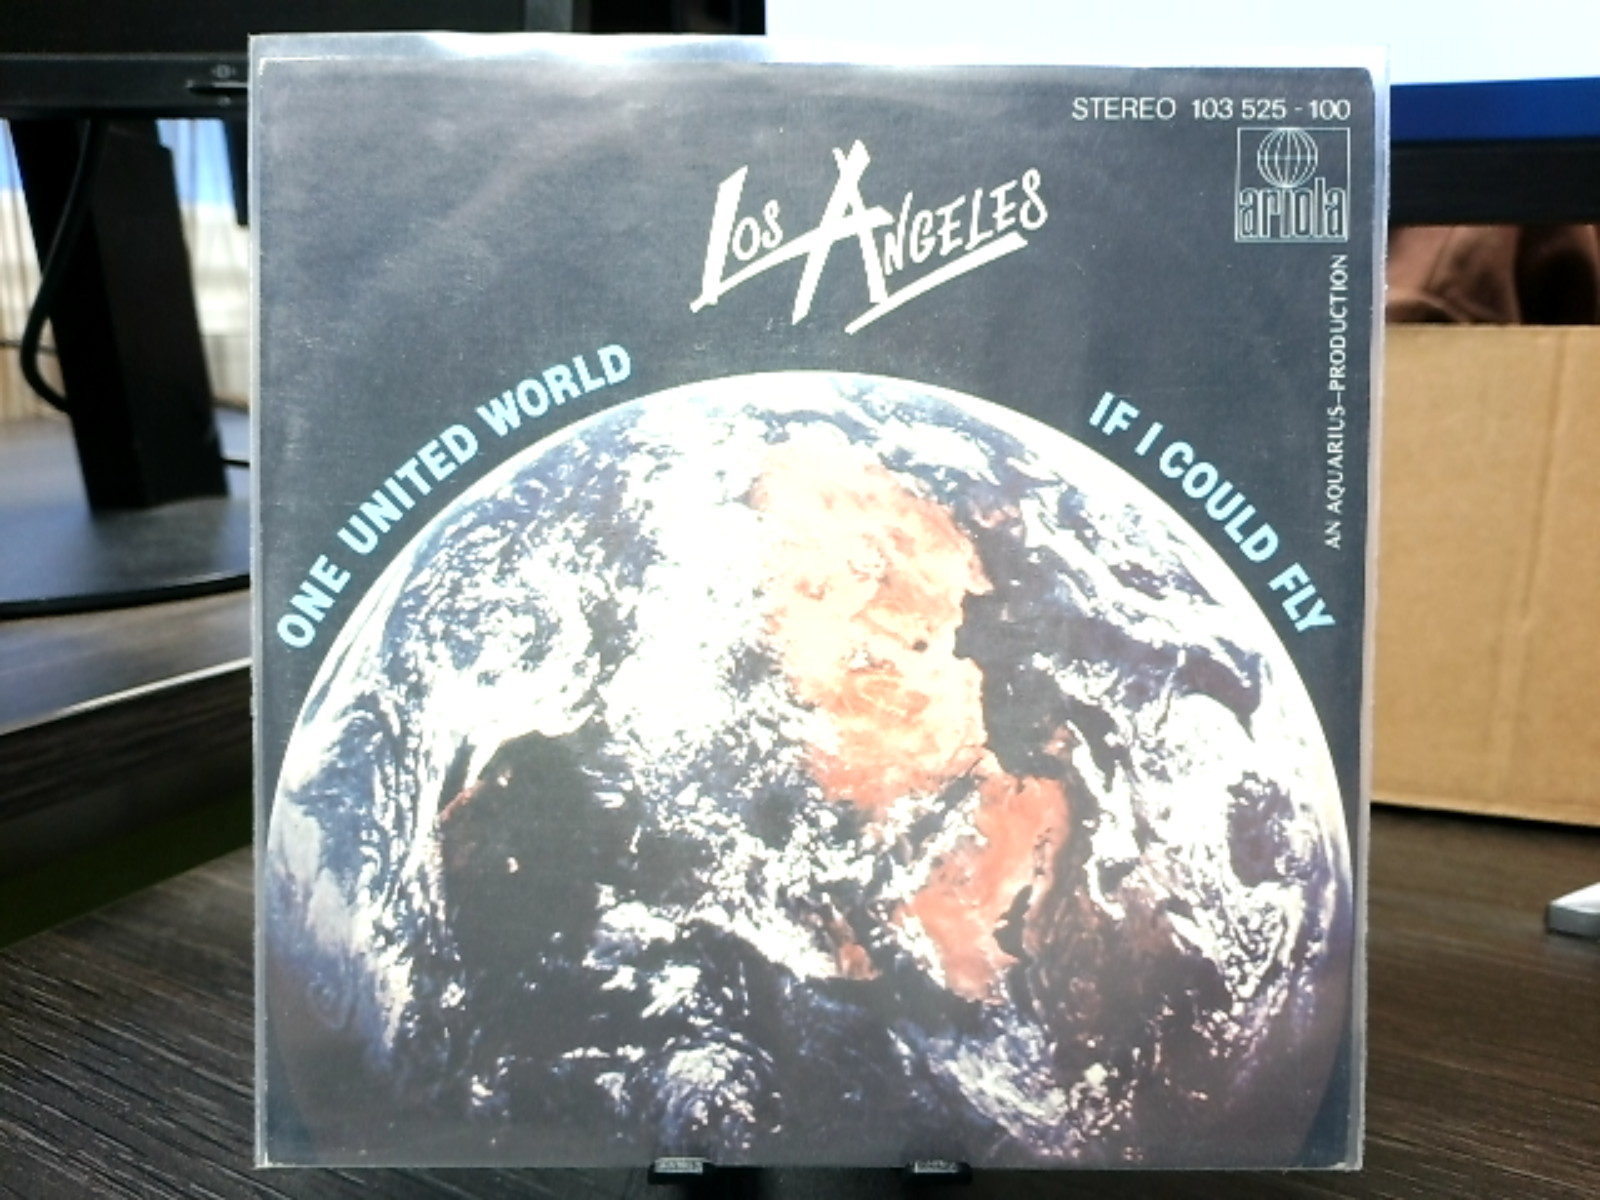 STEREO 103 525 - 100
ariola
LOS ANGELES
AN AQUARIUS-PRODUCTION
ONE UNITED WORLD
IF I COULD FLY